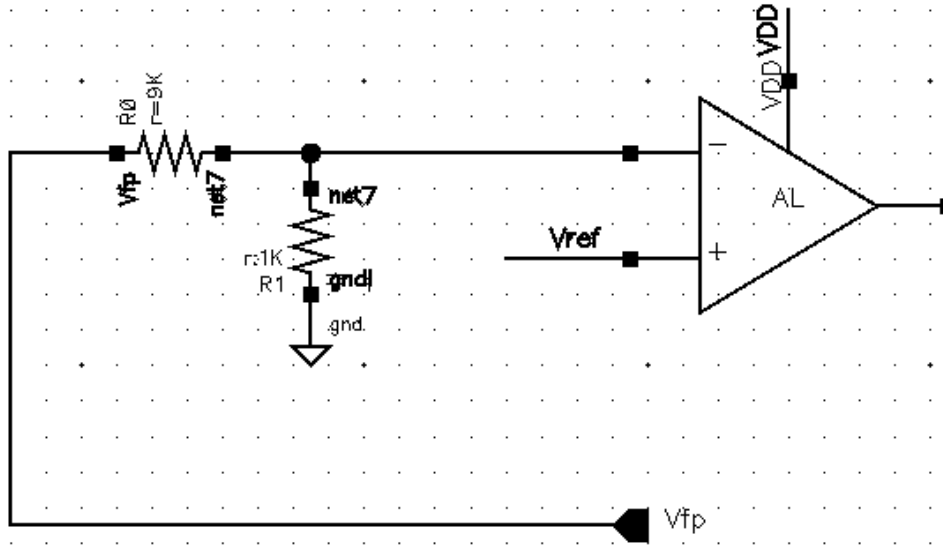 VDD
VDD
R0
r=9K
Vfp
net7
net7
AL
Vref
r:1K
R1
gnd!
gnd
Vfp